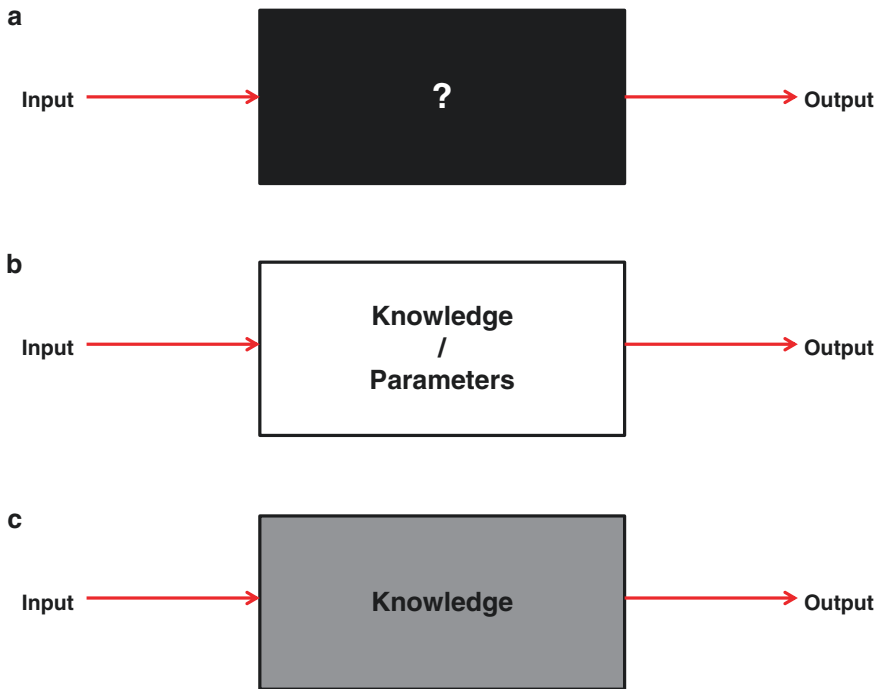 a
Input
?
Output
b
Input
Knowledge
/
Parameters
Output
c
Input
Knowledge
Output